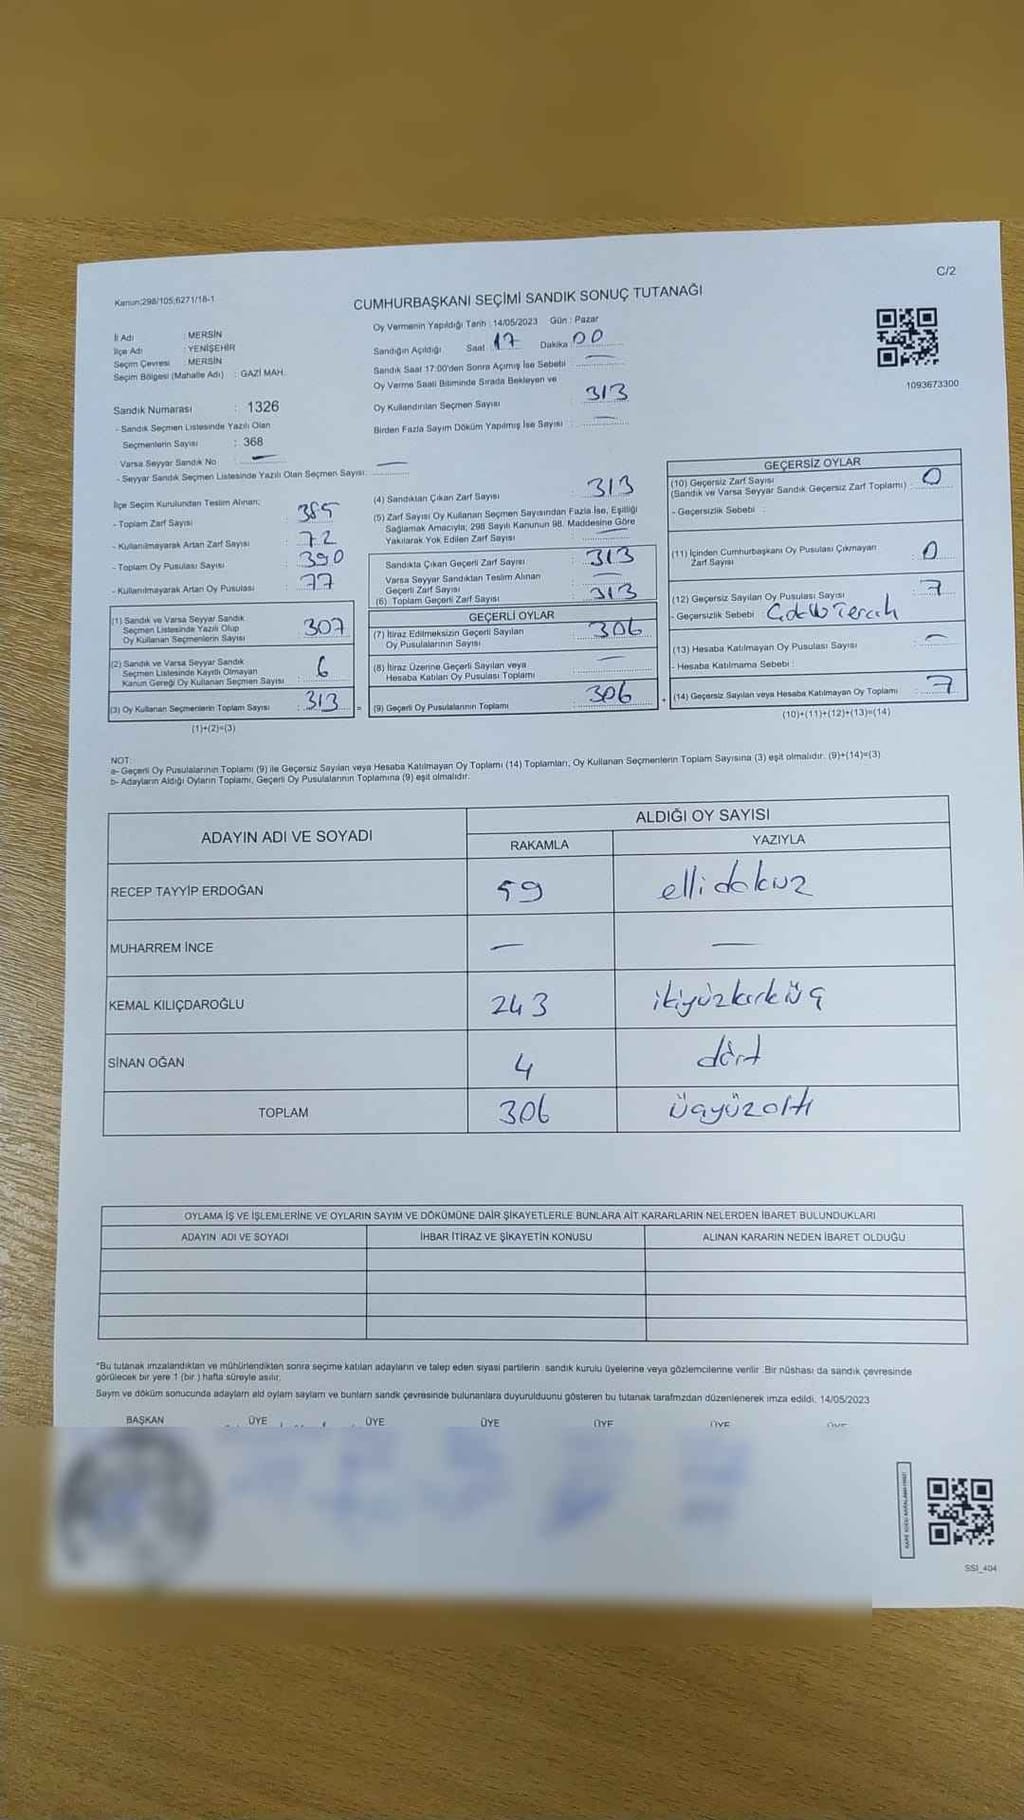 C/2
Kanun;298/105;6271/18-1
CUMHURBAŞKANI SEÇİMİ SANDIK SONUÇ TUTANAĞI
İl Adı : MERSİN
İlçe Adı : YENİŞEHİR
Seçim Çevresi : MERSİN
Seçim Bölgesi (Mahalle Adı) : GAZİ MAH.
Sandık Numarası : 1326
- Sandık Seçmen Listesinde Yazılı Olan
Seçmenlerin Sayısı : 368
Varsa Seyyar Sandık No —
- Seyyar Sandık Seçmen Listesinde Yazılı Olan Seçmen Sayısı: —
Oy Vermenin Yapıldığı Tarih : 14/05/2023 Gün : Pazar
Sandığın Açıldığı Saat 17 Dakika 00
Sandık Saat 17:00'den Sonra Açımış İse Sebebi —
Oy Verme Saati Bitiminde Sırada Bekleyen ve
Oy Kullandırılan Seçmen Sayısı 313
Birden Fazla Sayım Döküm Yapılmış İse Sayısı : —
1093673300
İlçe Seçim Kurulundan Teslim Alınan;
- Toplam Zarf Sayısı : 385
- Kullanılmayarak Artan Zarf Sayısı : 72
- Toplam Oy Pusulası Sayısı : 390
- Kullanılmayarak Artan Oy Pusulası : 77
(1) Sandık ve Varsa Seyyar Sandık
Seçmen Listesinde Yazılı Olup
Oy Kullanan Seçmenlerin Sayısı 307
(2) Sandık ve Varsa Seyyar Sandık
Seçmen Listesinde Kayıtlı Olmayan
Kanun Gereği Oy Kullanan Seçmen Sayısı 6
(3) Oy Kullanan Seçmenlerin Toplam Sayısı : 313 =
(1)+(2)=(3)
(4) Sandıktan Çıkan Zarf Sayısı : 313
(5) Zarf Sayısı Oy Kullanan Seçmen Sayısından Fazla İse, Eşitliği
Sağlamak Amacıyla; 298 Sayılı Kanunun 98. Maddesine Göre
Yakılarak Yok Edilen Zarf Sayısı —
Sandıkta Çıkan Geçerli Zarf Sayısı : 313
Varsa Seyyar Sandıktan Teslim Alınan
Geçerli Zarf Sayısı —
(6) Toplam Geçerli Zarf Sayısı : 313
GEÇERLİ OYLAR
(7) İtiraz Edilmeksizin Geçerli Sayılan
Oy Pusulalarının Sayısı : 306
(8) İtiraz Üzerine Geçerli Sayılan veya
Hesaba Katılan Oy Pusulası Toplamı —
(9) Geçerli Oy Pusulalarının Toplamı : 306 +
GEÇERSİZ OYLAR
(10) Geçersiz Zarf Sayısı
(Sandık ve Varsa Seyyar Sandık Geçersiz Zarf Toplamı) : 0
- Geçersizlik Sebebi :
(11) İçinden Cumhurbaşkanı Oy Pusulası Çıkmayan
Zarf Sayısı : 0
(12) Geçersiz Sayılan Oy Pusulası Sayısı : 7
- Geçersizlik Sebebi : Çoklu Tercih
(13) Hesaba Katılmayan Oy Pusulası Sayısı : —
- Hesaba Katılmama Sebebi :
(14) Geçersiz Sayılan veya Hesaba Katılmayan Oy Toplamı : 7
(10)+(11)+(12)+(13)=(14)
NOT:
a- Geçerli Oy Pusulalarının Toplamı (9) ile Geçersiz Sayılan veya Hesaba Katılmayan Oy Toplamı (14) Toplamları, Oy Kullanan Seçmenlerin Toplam Sayısına (3) eşit olmalıdır. (9)+(14)=(3)
b- Adayların Aldığı Oyların Toplamı, Geçerli Oy Pusulalarının Toplamına (9) eşit olmalıdır.
ADAYIN ADI VE SOYADI
ALDIĞI OY SAYISI
RAKAMLA YAZIYLA
RECEP TAYYİP ERDOĞAN 59 elli dokuz
MUHARREM İNCE — —
KEMAL KILIÇDAROĞLU 243 ikiyüzkırküç
SİNAN OĞAN 4 dört
TOPLAM 306 üçyüzaltı
OYLAMA İŞ VE İŞLEMLERİNE VE OYLARIN SAYIM VE DÖKÜMÜNE DAİR ŞİKAYETLERLE BUNLARA AİT KARARLARIN NELERDEN İBARET BULUNDUKLARI
ADAYIN ADI VE SOYADI İHBAR İTİRAZ VE ŞİKAYETİN KONUSU ALINAN KARARIN NEDEN İBARET OLDUĞU
*Bu tutanak imzalandıktan ve mühürlendikten sonra seçime katılan adayların ve talep eden siyasi partilerin sandık kurulu üyelerine veya gözlemcilerine verilir .Bir nüshası da sandık çevresinde
görülecek bir yere 1 (bir ) hafta süreyle asılır.
Sayım ve döküm sonucunda adayların ald oyların sayları ve bunların sandk çevresinde bulunanlara duyurulduunu gösteren bu tutanak tarafmzdan düzenlenerek imza edildi. 14/05/2023
BAŞKAN ÜYE ÜYE ÜYE ÜYE ÜYE ÜYE
SSI_404